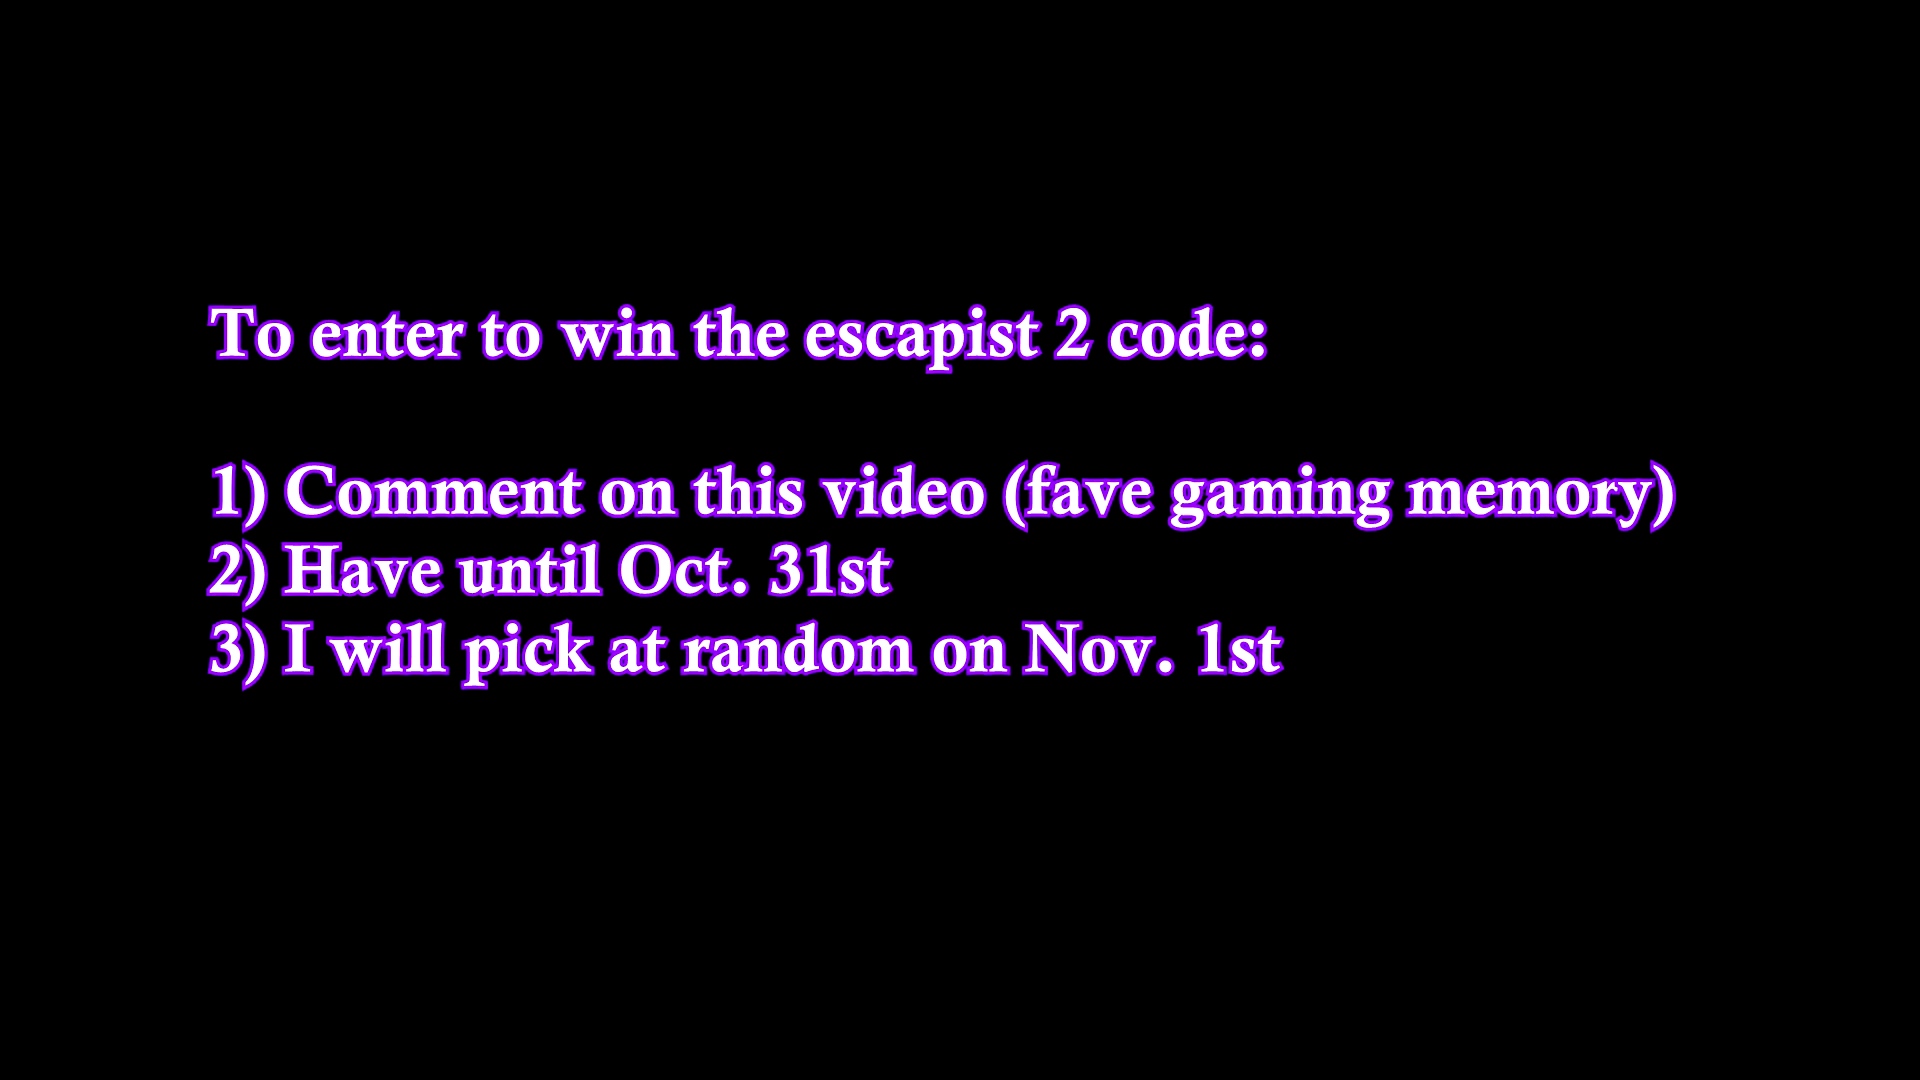 To enter to win the escapist 2 code:
1) Comment on this video (fave gaming memory)
2) Have until Oct. 31st
3) I will pick at random on Nov. 1st